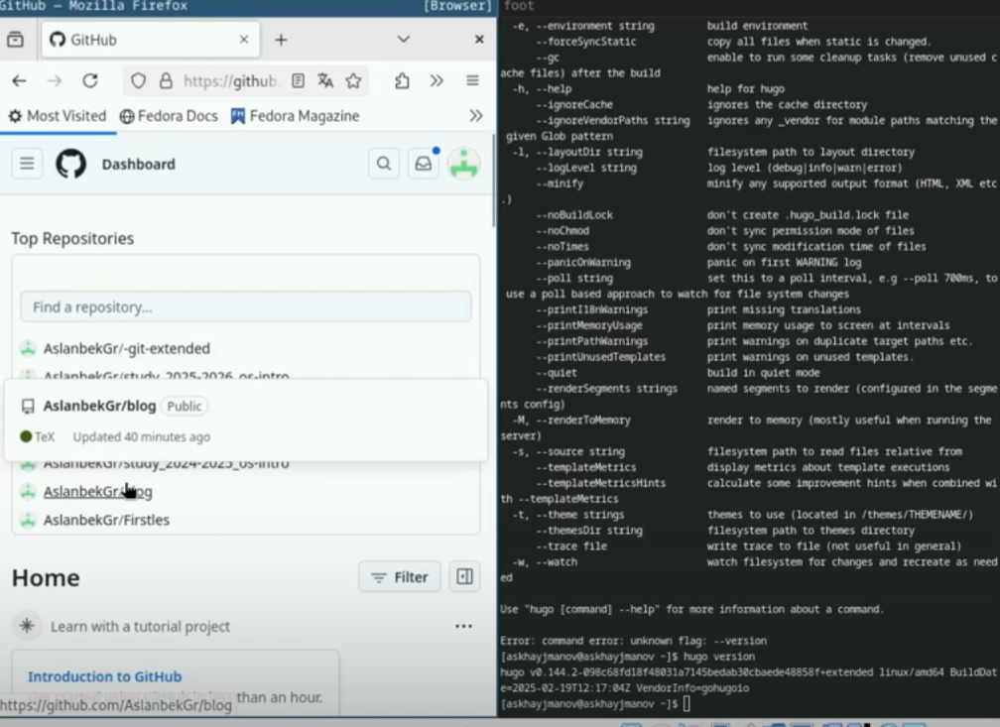 GitHub — Mozilla Firefox
[Browser]
GitHub
https://github.
Most Visited
Fedora Docs
Fedora Magazine
Dashboard
Top Repositories
Find a repository...
AslanbekGr/-git-extended
AslanbekGr/study_2025-2026_os-intro
AslanbekGr/blog Public
TeX Updated 40 minutes ago
AslanbekGr/study_2024-2025_os-intro
AslanbekGr/blog
AslanbekGr/Firstles
Home
Filter
Learn with a tutorial project
Introduction to GitHub
than an hour.
https://github.com/AslanbekGr/blog
foot
-e, --environment string build environment
--forceSyncStatic copy all files when static is changed.
--gc enable to run some cleanup tasks (remove unused c
ache files) after the build
-h, --help help for hugo
--ignoreCache ignores the cache directory
--ignoreVendorPaths string ignores any _vendor for module paths matching the
given Glob pattern
-l, --layoutDir string filesystem path to layout directory
--logLevel string log level (debug|info|warn|error)
--minify minify any supported output format (HTML, XML etc
.)
--noBuildLock don't create .hugo_build.lock file
--noChmod don't sync permission mode of files
--noTimes don't sync modification time of files
--panicOnWarning panic on first WARNING log
--poll string set this to a poll interval, e.g --poll 700ms, to
use a poll based approach to watch for file system changes
--printI18nWarnings print missing translations
--printMemoryUsage print memory usage to screen at intervals
--printPathWarnings print warnings on duplicate target paths etc.
--printUnusedTemplates print warnings on unused templates.
--quiet build in quiet mode
--renderSegments strings named segments to render (configured in the segme
nts config)
-M, --renderToMemory render to memory (mostly useful when running the
server)
-s, --source string filesystem path to read files relative from
--templateMetrics display metrics about template executions
--templateMetricsHints calculate some improvement hints when combined wi
th --templateMetrics
-t, --theme strings themes to use (located in /themes/THEMENAME/)
--themesDir string filesystem path to themes directory
--trace file write trace to file (not useful in general)
-w, --watch watch filesystem for changes and recreate as need
ed
Use "hugo [command] --help" for more information about a command.
Error: command error: unknown flag: --version
[askhayjmanov@askhayjmanov ~]$ hugo version
hugo v0.144.2-098c68fd18f48031a7145bedab30cbaede48858f+extended linux/amd64 BuildDat
e=2025-02-19T12:17:04Z VendorInfo=gohugoio
[askhayjmanov@askhayjmanov ~]$